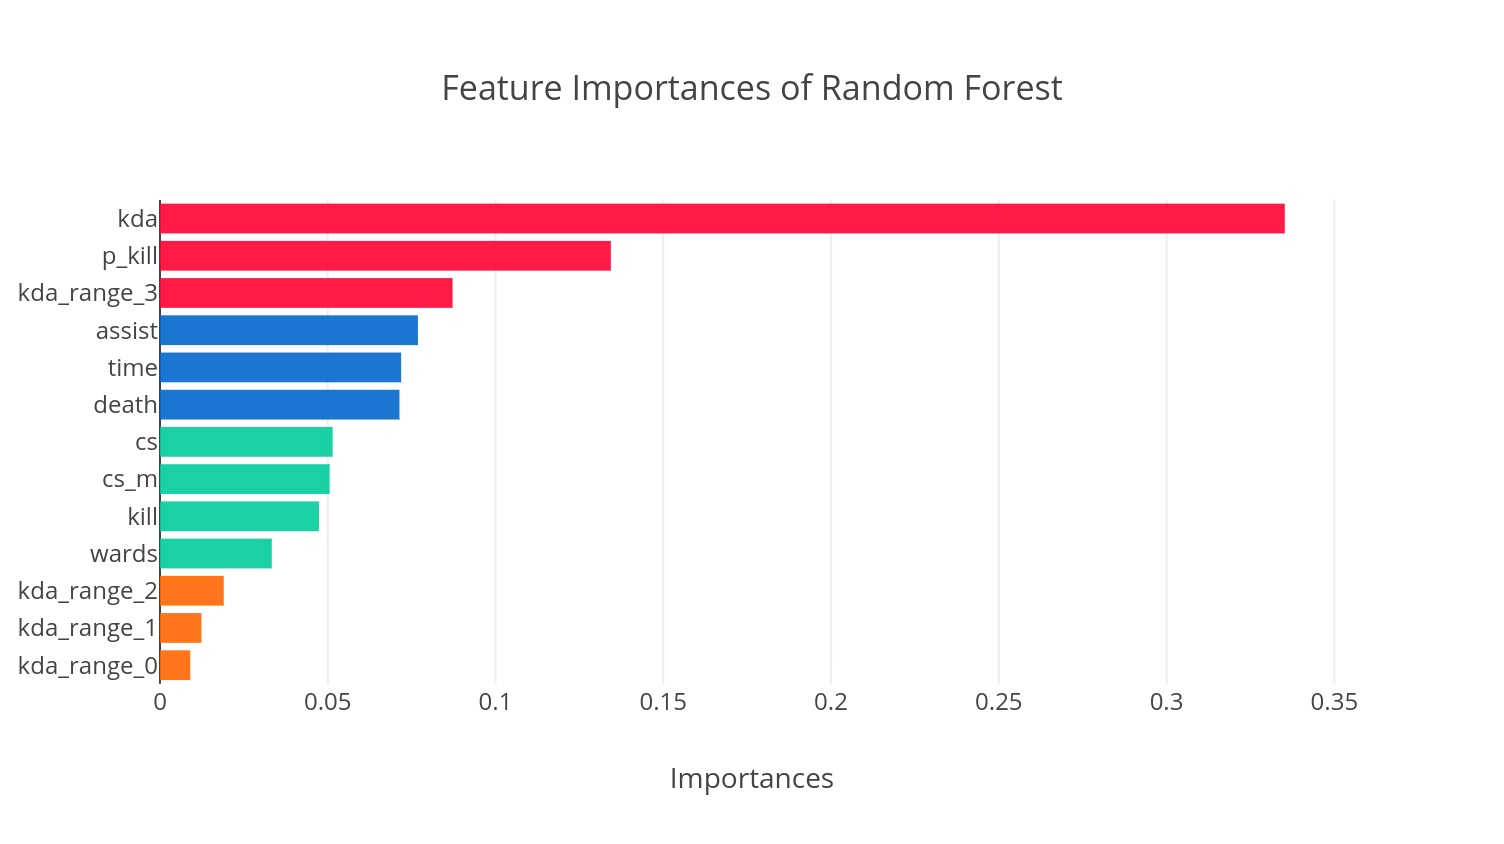 Feature Importances of Random Forest
kda
p_kill
kda_range_3
assist
time
death
cs
cs_m
kill
wards
kda_range_2
kda_range_1
kda_range_0
0 0.05 0.1 0.15 0.2 0.25 0.3 0.35
Importances